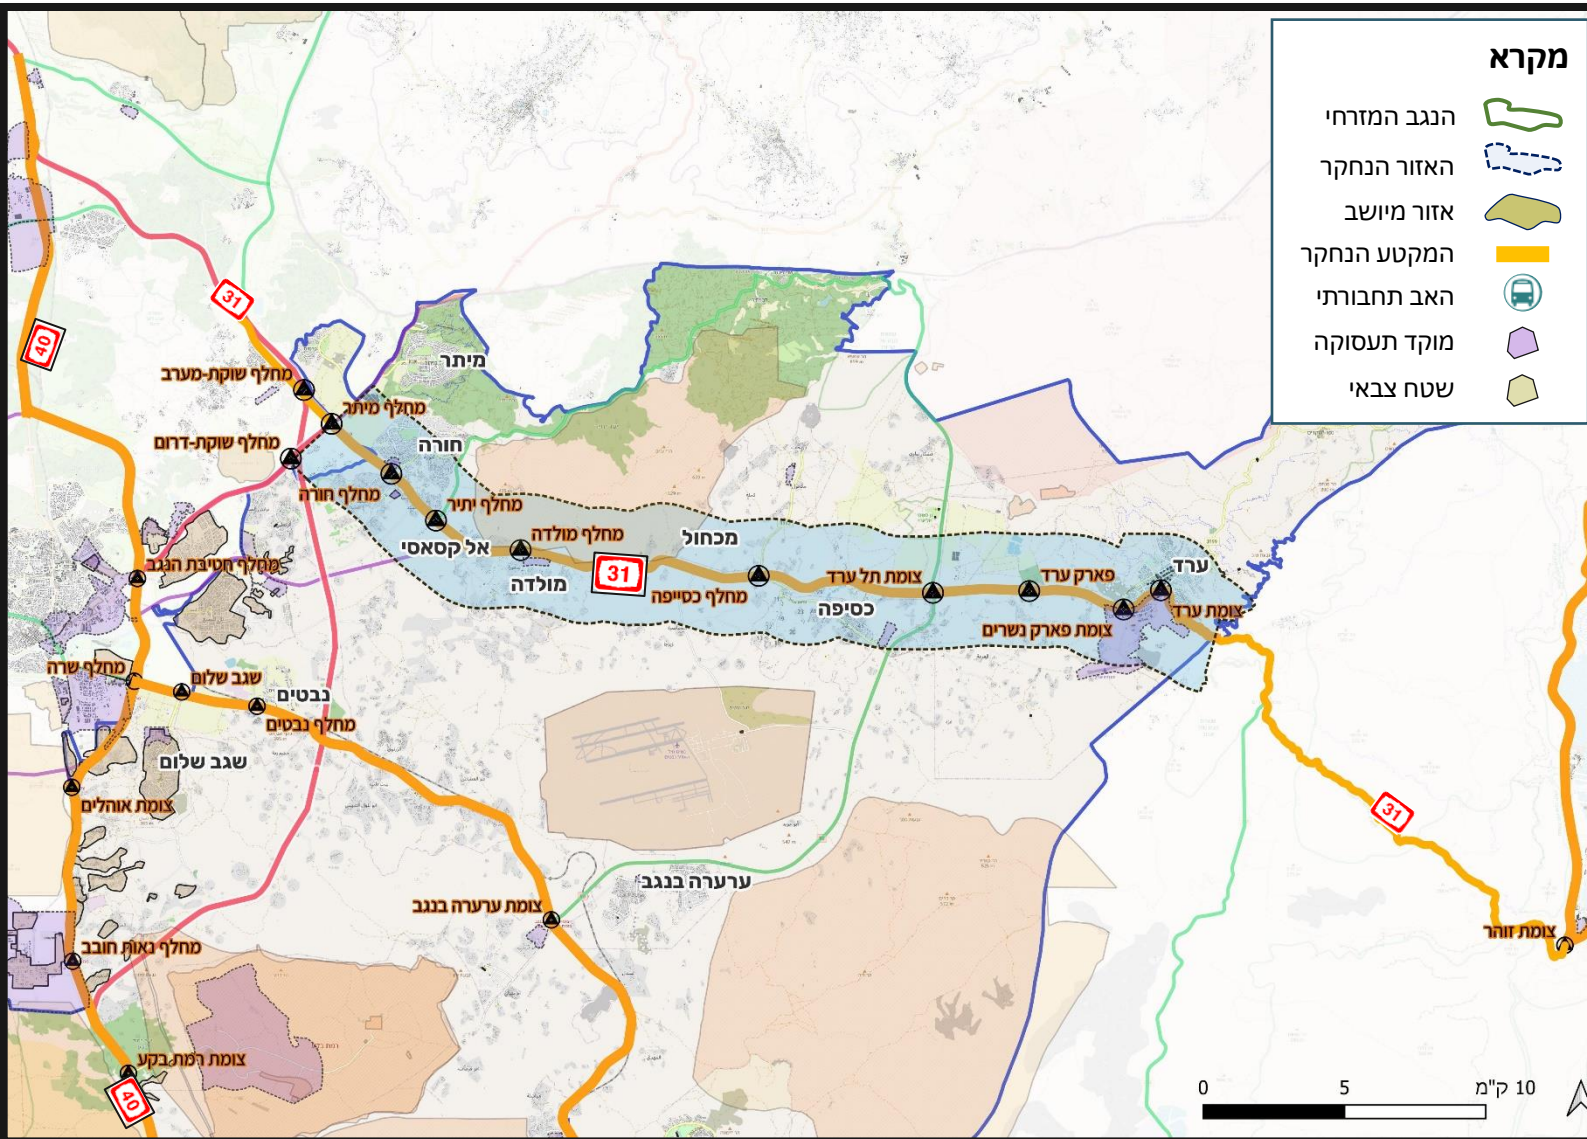 מקרא
הנגב המזרחי
האזור הנחקר
אזור מיושב
המקטע הנחקר
האב תחבורתי
מוקד תעסוקה
שטח צבאי
31
40
מיתר
מחלף שוקת-מערב
מחלף מיתר
מחלף שוקת-דרום
חורה
מחלף חורה
מחלף יתיר
מחלף מולדה
מכחול
אל קסאסי
מולדה
31
מחלף כסייפה
צומת תל ערד
פארק ערד
ערד
כסיפה
צומת פארק נשרים
צומת ערד
מחלף חטיבת הנגב
מחלף שרה
שגב שלום
נבטים
מחלף נבטים
שגב שלום
צומת אוהלים
31
ערערה בנגב
צומת ערערה בנגב
צומת זוהר
מחלף נאות חובב
צומת רמת בקע
40
0 5 10 ק"מ